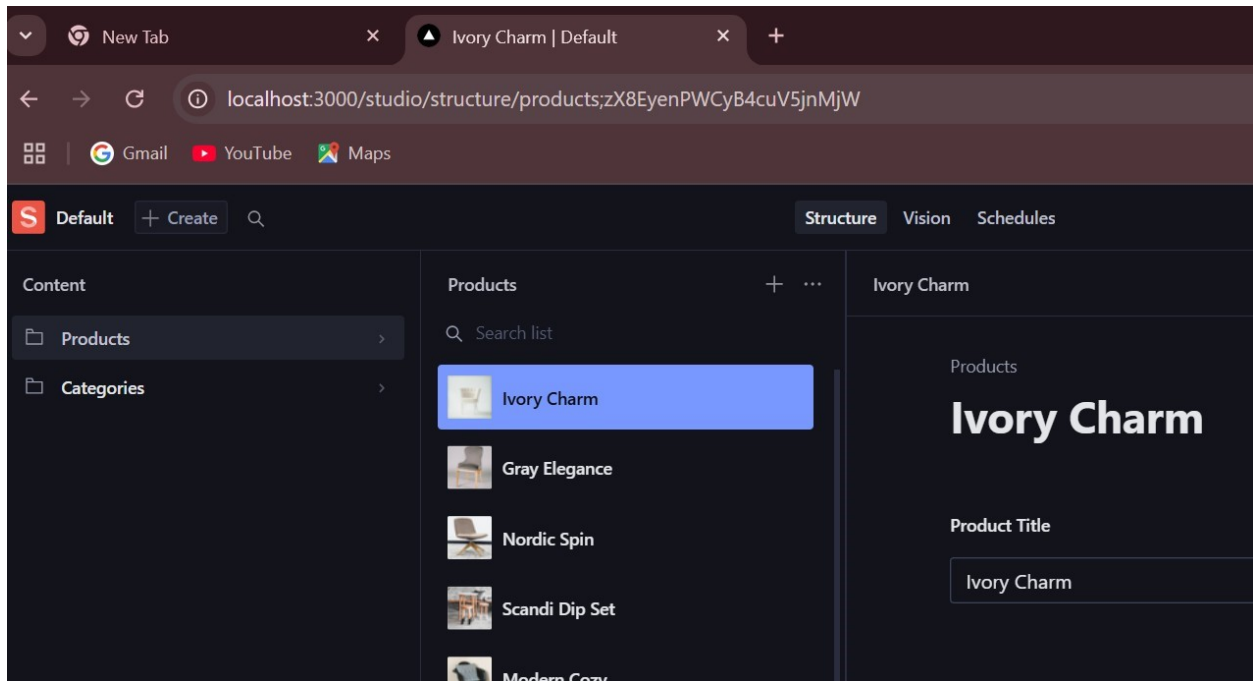 New Tab
Ivory Charm | Default
localhost:3000/studio/structure/products;zX8EyenPWCyB4cuV5jnMjW
Gmail YouTube Maps
S Default + Create Structure Vision Schedules
Content
Products
Categories
Products
Search list
Ivory Charm
Gray Elegance
Nordic Spin
Scandi Dip Set
Modern Cozy
Ivory Charm
Products
Ivory Charm
Product Title
Ivory Charm